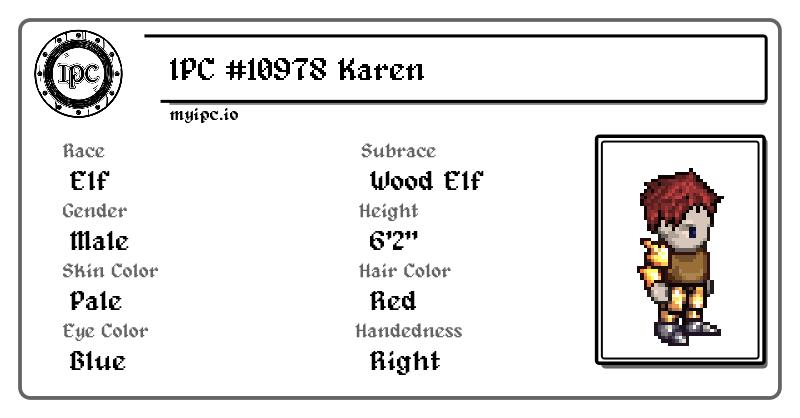 IPC
IPC #10978 Karen
myipc.io
Race
Elf
Subrace
Wood Elf
Gender
Male
Height
6'2"
Skin Color
Pale
Hair Color
Red
Eye Color
Blue
Handedness
Right